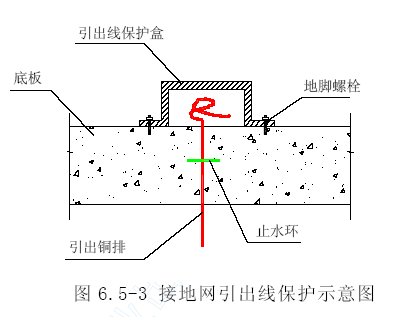 引出线保护盒
底板
地脚螺栓
引出铜排
止水环
图 6.5-3 接地网引出线保护示意图